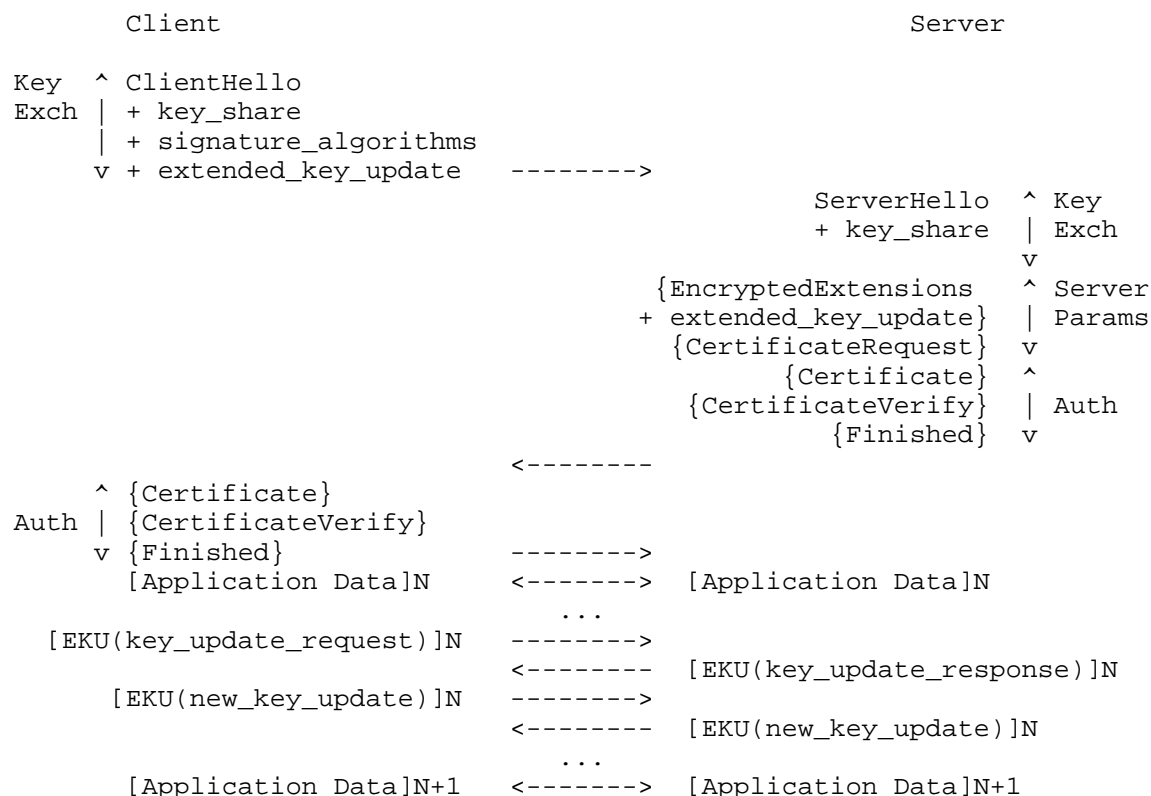 Client                                          Server

Key  ^ ClientHello
Exch | + key_share
     | + signature_algorithms
     v + extended_key_update   -------->
                                                  ServerHello  ^ Key
                                                  + key_share  | Exch
                                                               v
                                        {EncryptedExtensions   ^ Server
                                       + extended_key_update}  | Params
                                         {CertificateRequest}  v
                                                {Certificate}  ^
                                          {CertificateVerify}  | Auth
                                                   {Finished}  v
                               <--------
     ^ {Certificate}
Auth | {CertificateVerify}
     v {Finished}              -------->
       [Application Data]N     <------->  [Application Data]N
                                  ...
  [EKU(key_update_request)]N   -------->
                               <--------  [EKU(key_update_response)]N
      [EKU(new_key_update)]N   -------->
                               <--------  [EKU(new_key_update)]N
                                  ...
       [Application Data]N+1   <------->  [Application Data]N+1